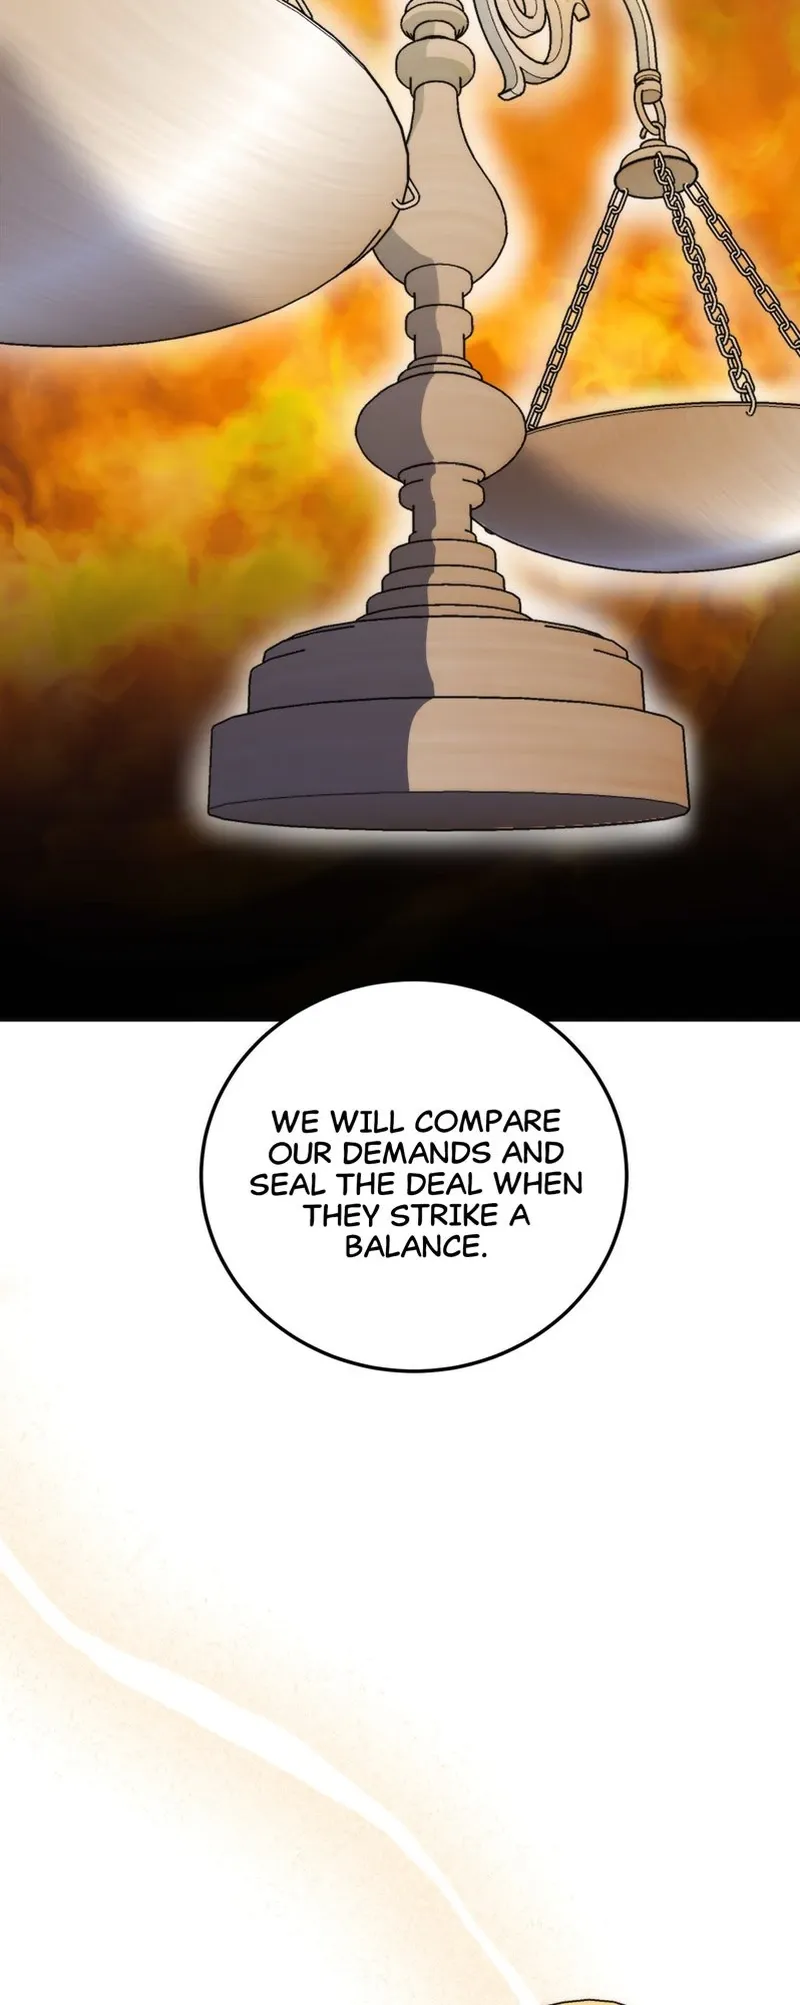 WE WILL COMPARE
OUR DEMANDS AND
SEAL THE DEAL WHEN
THEY STRIKE A
BALANCE.